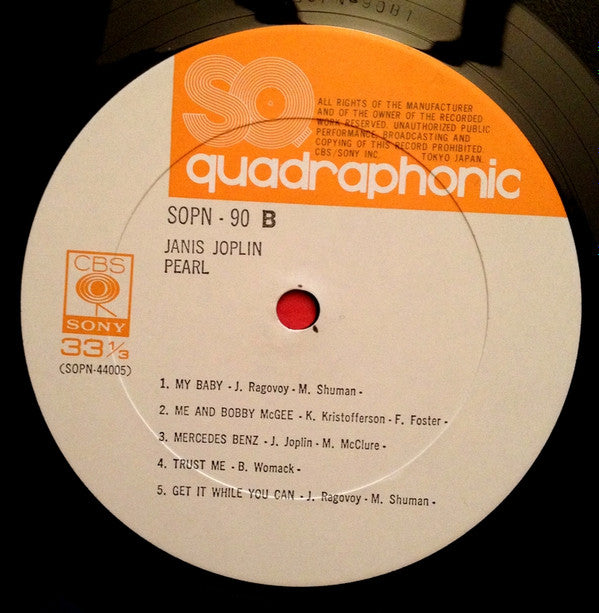 SQ
ALL RIGHTS OF THE MANUFACTURER
AND OF THE OWNER OF THE RECORDED
WORK RESERVED. UNAUTHORIZED PUBLIC
PERFORMANCE, BROADCASTING AND
COPYING OF THIS RECORD PROHIBITED.
CBS/SONY INC. TOKYO JAPAN.
quadraphonic
SOPN - 90 B
JANIS JOPLIN
PEARL
CBS
SONY
33 1/3
(SOPN-44005)
1. MY BABY - J. Ragovoy - M. Shuman -
2. ME AND BOBBY McGEE - K. Kristofferson - F. Foster -
3. MERCEDES BENZ - J. Joplin - M. McClure -
4. TRUST ME - B. Womack -
5. GET IT WHILE YOU CAN - J. Ragovoy - M. Shuman -